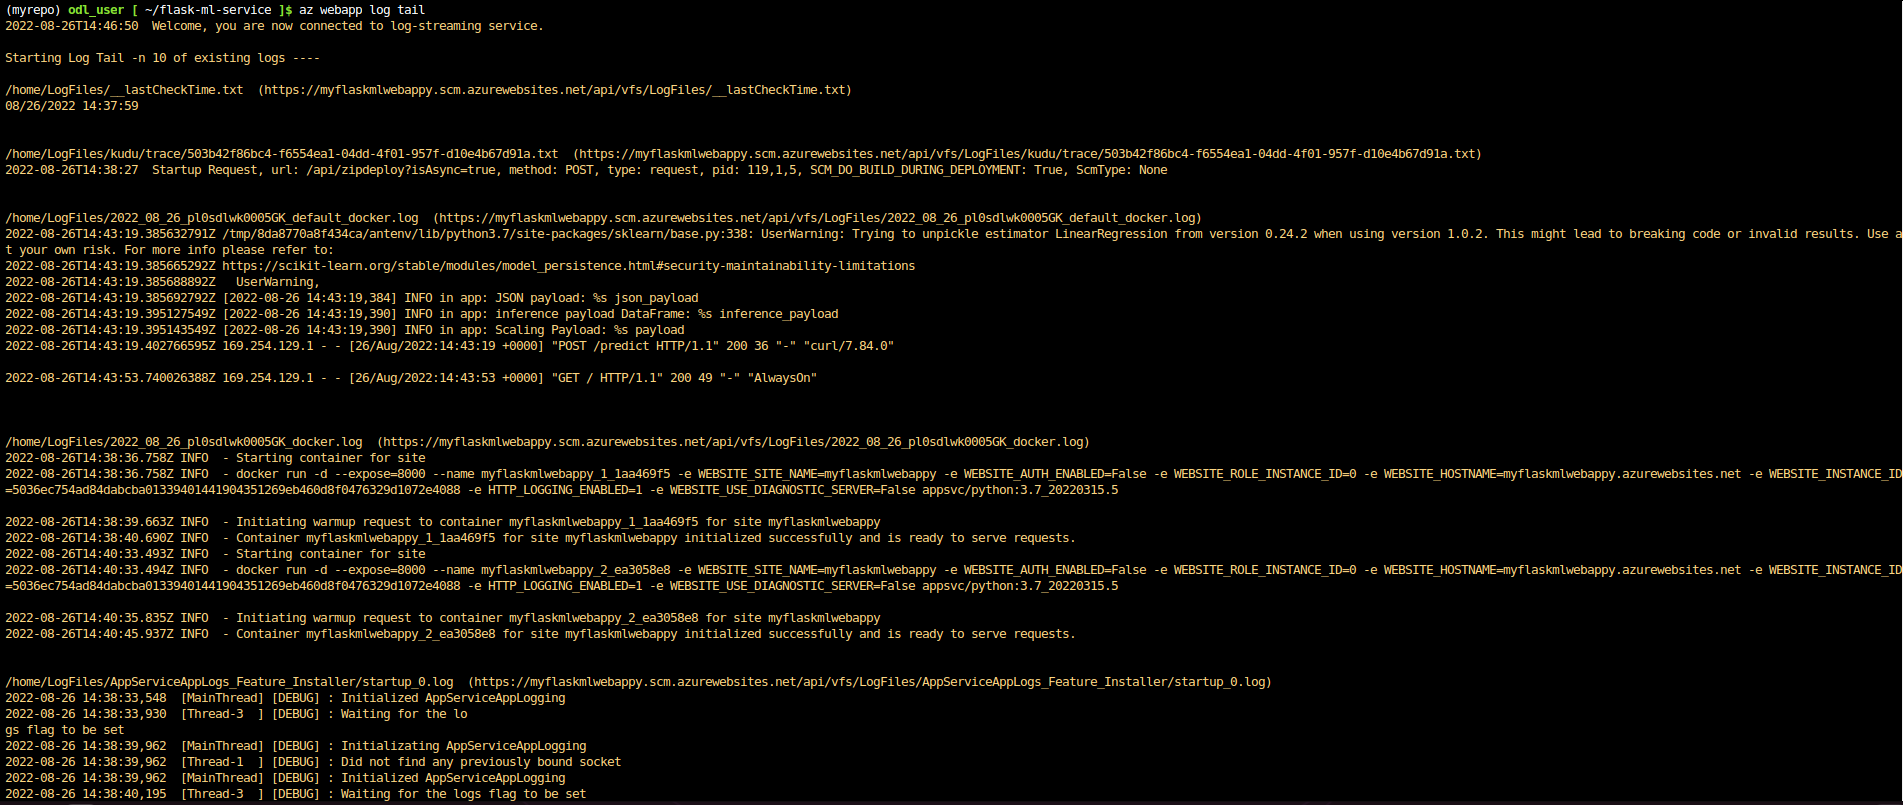 (myrepo) odl_user [ ~/flask-ml-service ]$ az webapp log tail
2022-08-26T14:46:50  Welcome, you are now connected to log-streaming service.
Starting Log Tail -n 10 of existing logs ----
/home/LogFiles/__lastCheckTime.txt  (https://myflaskmlwebappy.scm.azurewebsites.net/api/vfs/LogFiles/__lastCheckTime.txt)
08/26/2022 14:37:59
/home/LogFiles/kudu/trace/503b42f86bc4-f6554ea1-04dd-4f01-957f-d10e4b67d91a.txt  (https://myflaskmlwebappy.scm.azurewebsites.net/api/vfs/LogFiles/kudu/trace/503b42f86bc4-f6554ea1-04dd-4f01-957f-d10e4b67d91a.txt)
2022-08-26T14:38:27  Startup Request, url: /api/zipdeploy?isAsync=true, method: POST, type: request, pid: 119,1,5, SCM_DO_BUILD_DURING_DEPLOYMENT: True, ScmType: None
/home/LogFiles/2022_08_26_pl0sdlwk0005GK_default_docker.log  (https://myflaskmlwebappy.scm.azurewebsites.net/api/vfs/LogFiles/2022_08_26_pl0sdlwk0005GK_default_docker.log)
2022-08-26T14:43:19.385632791Z /tmp/8da8770a8f434ca/antenv/lib/python3.7/site-packages/sklearn/base.py:338: UserWarning: Trying to unpickle estimator LinearRegression from version 0.24.2 when using version 1.0.2. This might lead to breaking code or invalid results. Use a
t your own risk. For more info please refer to:
2022-08-26T14:43:19.385665292Z https://scikit-learn.org/stable/modules/model_persistence.html#security-maintainability-limitations
2022-08-26T14:43:19.385688892Z   UserWarning,
2022-08-26T14:43:19.385692792Z [2022-08-26 14:43:19,384] INFO in app: JSON payload: %s json_payload
2022-08-26T14:43:19.395127549Z [2022-08-26 14:43:19,390] INFO in app: inference payload DataFrame: %s inference_payload
2022-08-26T14:43:19.395143549Z [2022-08-26 14:43:19,390] INFO in app: Scaling Payload: %s payload
2022-08-26T14:43:19.402766595Z 169.254.129.1 - - [26/Aug/2022:14:43:19 +0000] "POST /predict HTTP/1.1" 200 36 "-" "curl/7.84.0"
2022-08-26T14:43:53.740026388Z 169.254.129.1 - - [26/Aug/2022:14:43:53 +0000] "GET / HTTP/1.1" 200 49 "-" "AlwaysOn"
/home/LogFiles/2022_08_26_pl0sdlwk0005GK_docker.log  (https://myflaskmlwebappy.scm.azurewebsites.net/api/vfs/LogFiles/2022_08_26_pl0sdlwk0005GK_docker.log)
2022-08-26T14:38:36.758Z INFO  - Starting container for site
2022-08-26T14:38:36.758Z INFO  - docker run -d --expose=8000 --name myflaskmlwebappy_1_1aa469f5 -e WEBSITE_SITE_NAME=myflaskmlwebappy -e WEBSITE_AUTH_ENABLED=False -e WEBSITE_ROLE_INSTANCE_ID=0 -e WEBSITE_HOSTNAME=myflaskmlwebappy.azurewebsites.net -e WEBSITE_INSTANCE_ID
=5036ec754ad84dabcba01339401441904351269eb460d8f0476329d1072e4088 -e HTTP_LOGGING_ENABLED=1 -e WEBSITE_USE_DIAGNOSTIC_SERVER=False appsvc/python:3.7_20220315.5
2022-08-26T14:38:39.663Z INFO  - Initiating warmup request to container myflaskmlwebappy_1_1aa469f5 for site myflaskmlwebappy
2022-08-26T14:38:40.690Z INFO  - Container myflaskmlwebappy_1_1aa469f5 for site myflaskmlwebappy initialized successfully and is ready to serve requests.
2022-08-26T14:40:33.493Z INFO  - Starting container for site
2022-08-26T14:40:33.494Z INFO  - docker run -d --expose=8000 --name myflaskmlwebappy_2_ea3058e8 -e WEBSITE_SITE_NAME=myflaskmlwebappy -e WEBSITE_AUTH_ENABLED=False -e WEBSITE_ROLE_INSTANCE_ID=0 -e WEBSITE_HOSTNAME=myflaskmlwebappy.azurewebsites.net -e WEBSITE_INSTANCE_ID
=5036ec754ad84dabcba01339401441904351269eb460d8f0476329d1072e4088 -e HTTP_LOGGING_ENABLED=1 -e WEBSITE_USE_DIAGNOSTIC_SERVER=False appsvc/python:3.7_20220315.5
2022-08-26T14:40:35.835Z INFO  - Initiating warmup request to container myflaskmlwebappy_2_ea3058e8 for site myflaskmlwebappy
2022-08-26T14:40:45.937Z INFO  - Container myflaskmlwebappy_2_ea3058e8 for site myflaskmlwebappy initialized successfully and is ready to serve requests.
/home/LogFiles/AppServiceAppLogs_Feature_Installer/startup_0.log  (https://myflaskmlwebappy.scm.azurewebsites.net/api/vfs/LogFiles/AppServiceAppLogs_Feature_Installer/startup_0.log)
2022-08-26 14:38:33,548  [MainThread] [DEBUG] : Initialized AppServiceAppLogging
2022-08-26 14:38:33,930  [Thread-3  ] [DEBUG] : Waiting for the lo
gs flag to be set
2022-08-26 14:38:39,962  [MainThread] [DEBUG] : Initializating AppServiceAppLogging
2022-08-26 14:38:39,962  [Thread-1  ] [DEBUG] : Did not find any previously bound socket
2022-08-26 14:38:39,962  [MainThread] [DEBUG] : Initialized AppServiceAppLogging
2022-08-26 14:38:40,195  [Thread-3  ] [DEBUG] : Waiting for the logs flag to be set